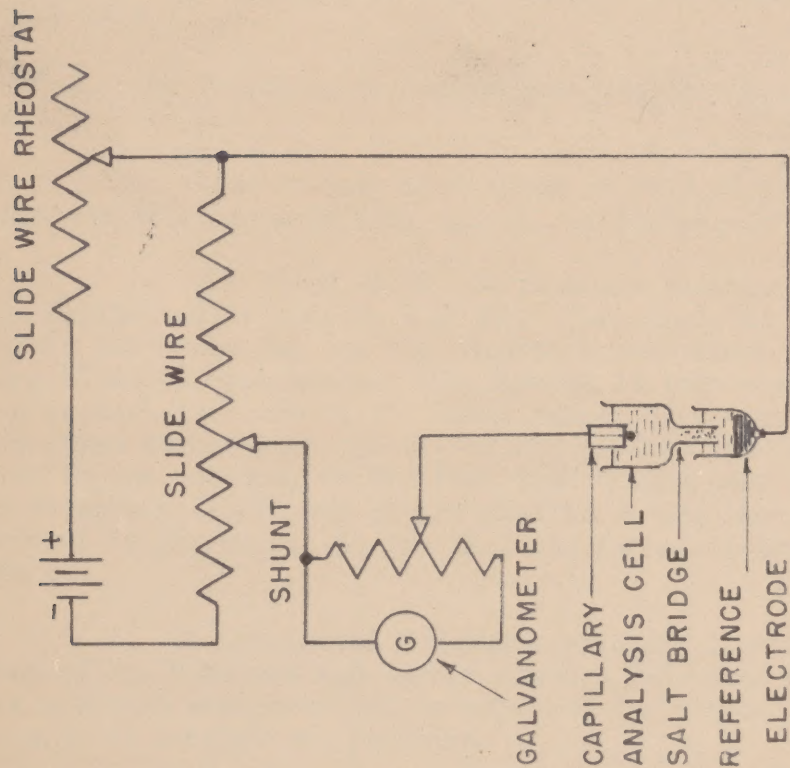 SLIDE WIRE RHEOSTAT
+
-
SLIDE WIRE
SHUNT
G
GALVANOMETER
CAPILLARY
ANALYSIS CELL
SALT BRIDGE
REFERENCE
ELECTRODE